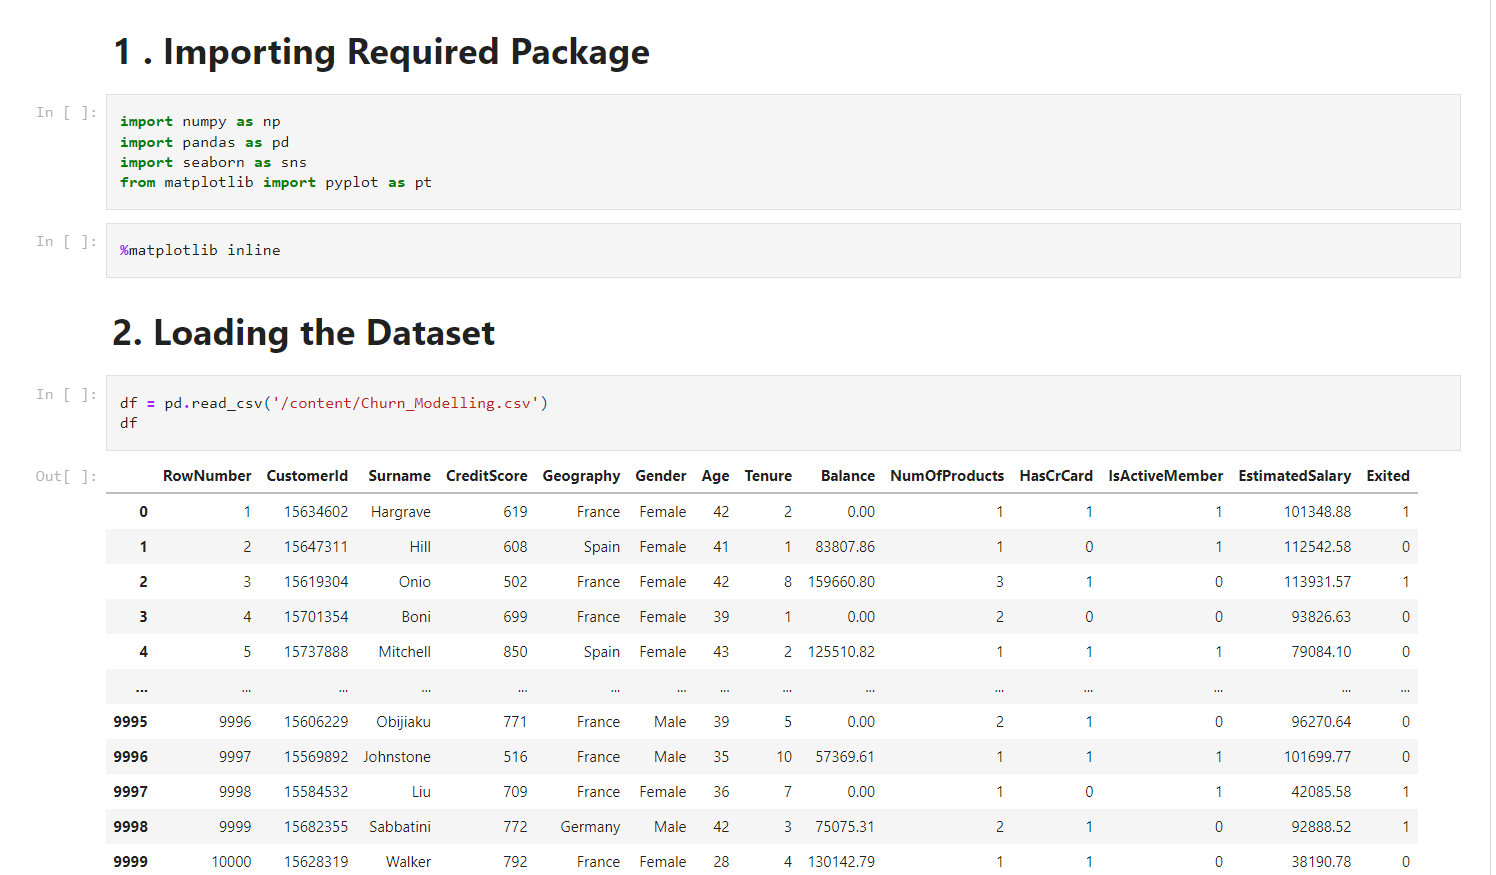 1 . Importing Required Package
In [ ]:
import numpy as np
import pandas as pd
import seaborn as sns
from matplotlib import pyplot as pt
In [ ]:
%matplotlib inline
2. Loading the Dataset
In [ ]:
df = pd.read_csv('/content/Churn_Modelling.csv')
df
Out[ ]:
RowNumber CustomerId Surname CreditScore Geography Gender Age Tenure Balance NumOfProducts HasCrCard IsActiveMember EstimatedSalary Exited
0 1 15634602 Hargrave 619 France Female 42 2 0.00 1 1 1 101348.88 1
1 2 15647311 Hill 608 Spain Female 41 1 83807.86 1 0 1 112542.58 0
2 3 15619304 Onio 502 France Female 42 8 159660.80 3 1 0 113931.57 1
3 4 15701354 Boni 699 France Female 39 1 0.00 2 0 0 93826.63 0
4 5 15737888 Mitchell 850 Spain Female 43 2 125510.82 1 1 1 79084.10 0
... ... ... ... ... ... ... ... ... ... ... ... ... ... ...
9995 9996 15606229 Obijiaku 771 France Male 39 5 0.00 2 1 0 96270.64 0
9996 9997 15569892 Johnstone 516 France Male 35 10 57369.61 1 1 1 101699.77 0
9997 9998 15584532 Liu 709 France Female 36 7 0.00 1 0 1 42085.58 1
9998 9999 15682355 Sabbatini 772 Germany Male 42 3 75075.31 2 1 0 92888.52 1
9999 10000 15628319 Walker 792 France Female 28 4 130142.79 1 1 0 38190.78 0